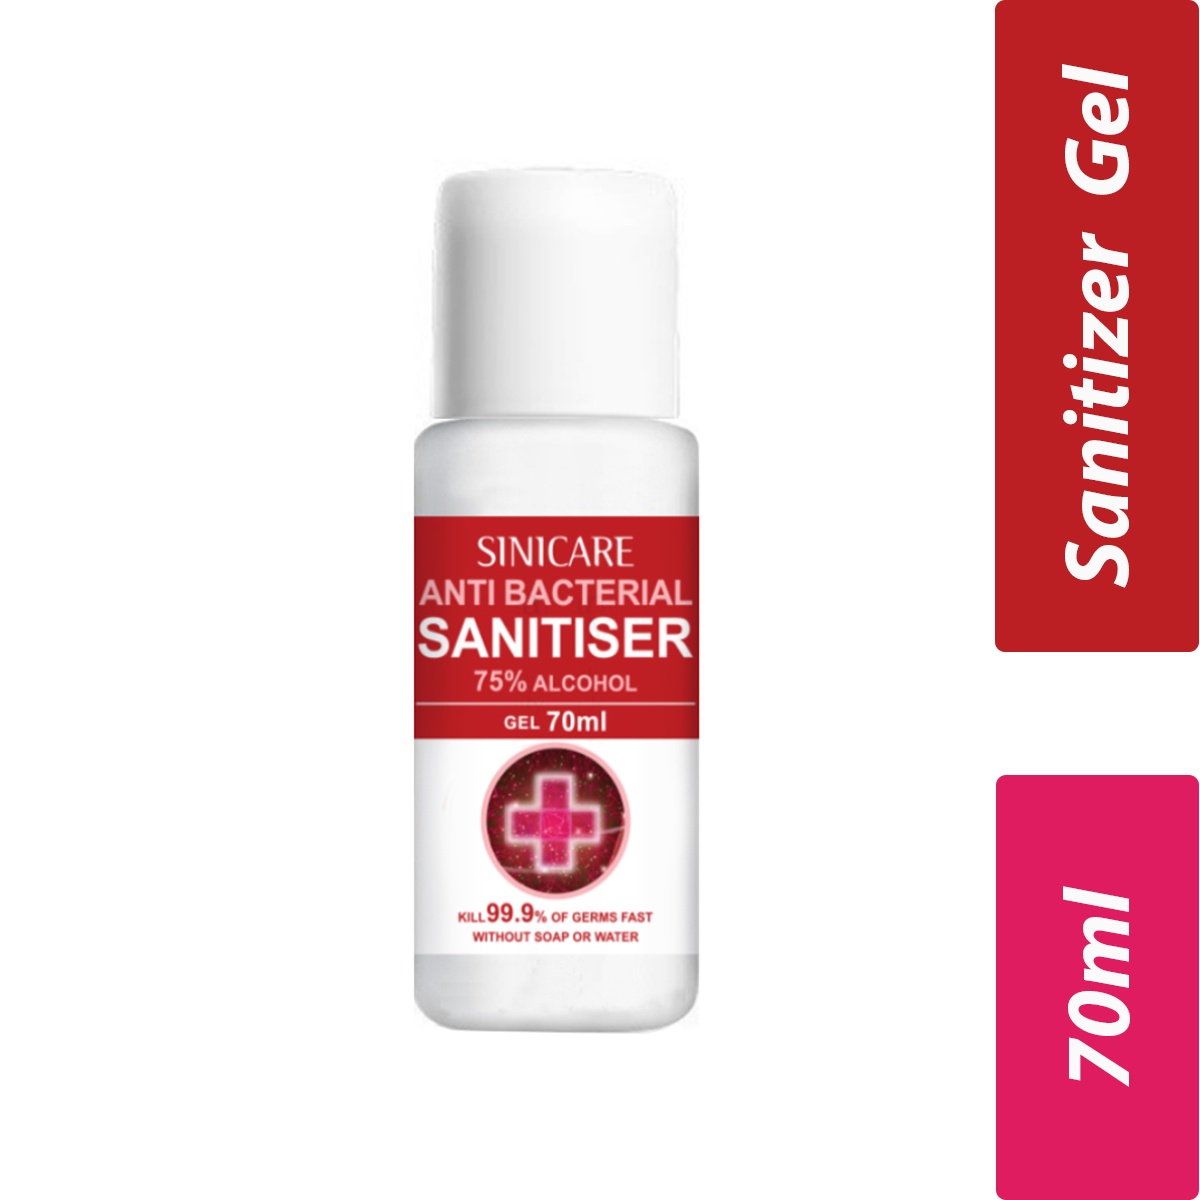 SINICARE
ANTI BACTERIAL
SANITISER
75% ALCOHOL
GEL 70ml
KILL 99.9% OF GERMS FAST
WITHOUT SOAP OR WATER
Sanitizer Gel
70ml